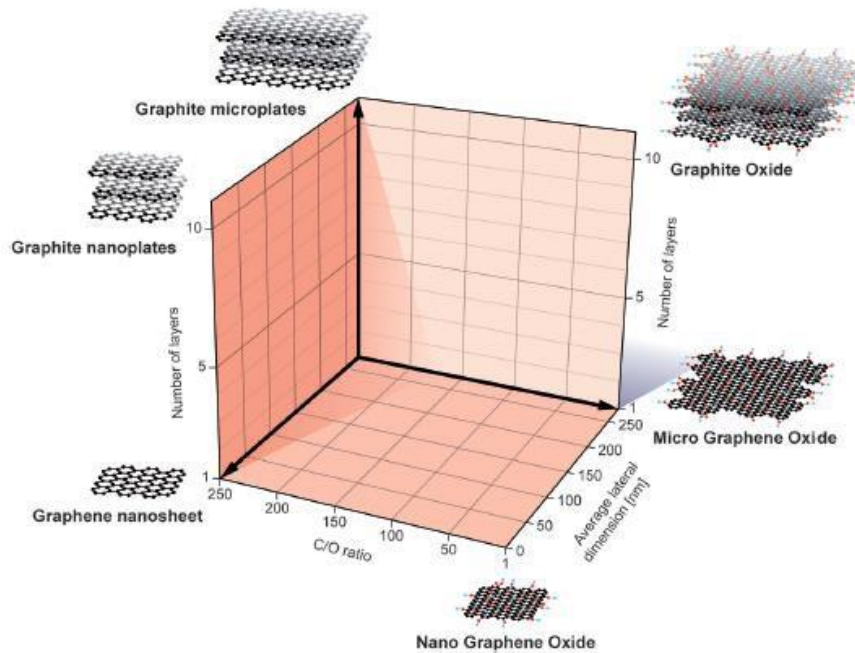 Graphite microplates
Graphite Oxide
Graphite nanoplates
Graphene nanosheet
Micro Graphene Oxide
Nano Graphene Oxide
Number of layers
10
5
1
Number of layers
10
5
1
C/O ratio
250
200
150
100
50
1
Average lateral
dimension [nm]
250
200
150
100
50
0